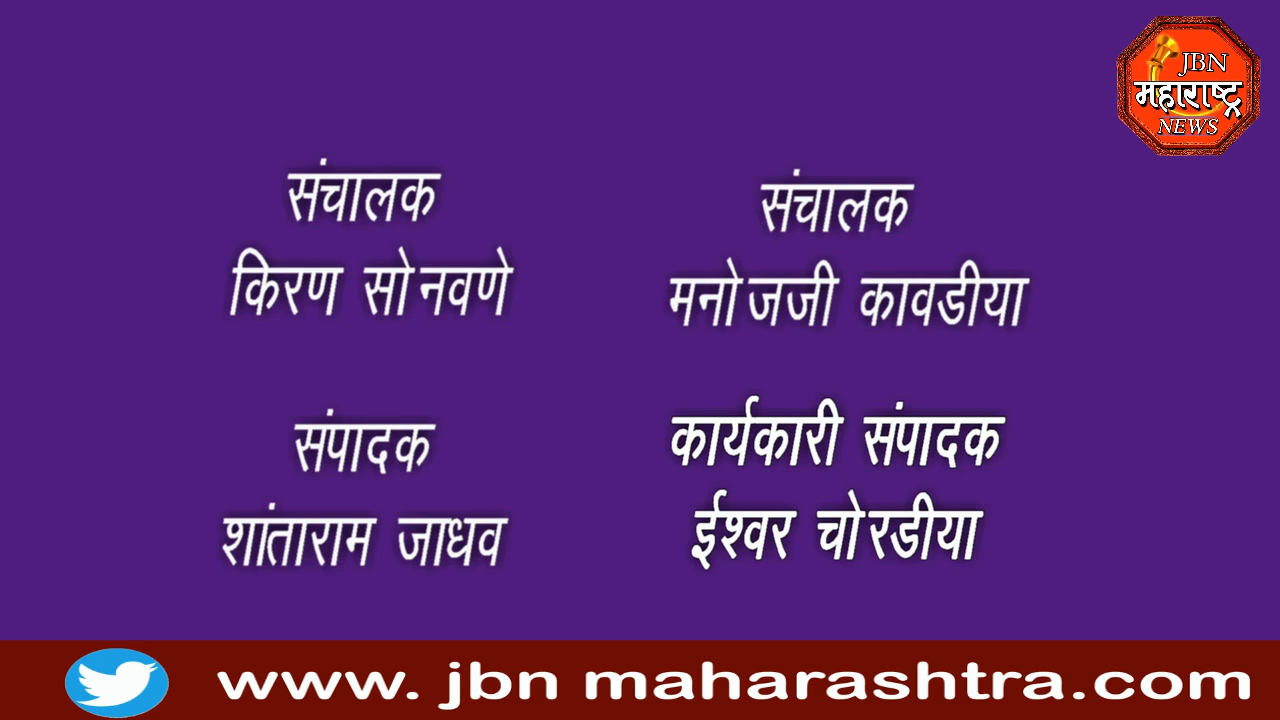 JBN
महाराष्ट्र
NEWS
संचालक
किरण सोनवणे
संचालक
मनोजजी कावडीया
संपादक
शांताराम जाधव
कार्यकारी संपादक
ईश्वर चोरडीया
www. jbn maharashtra.com